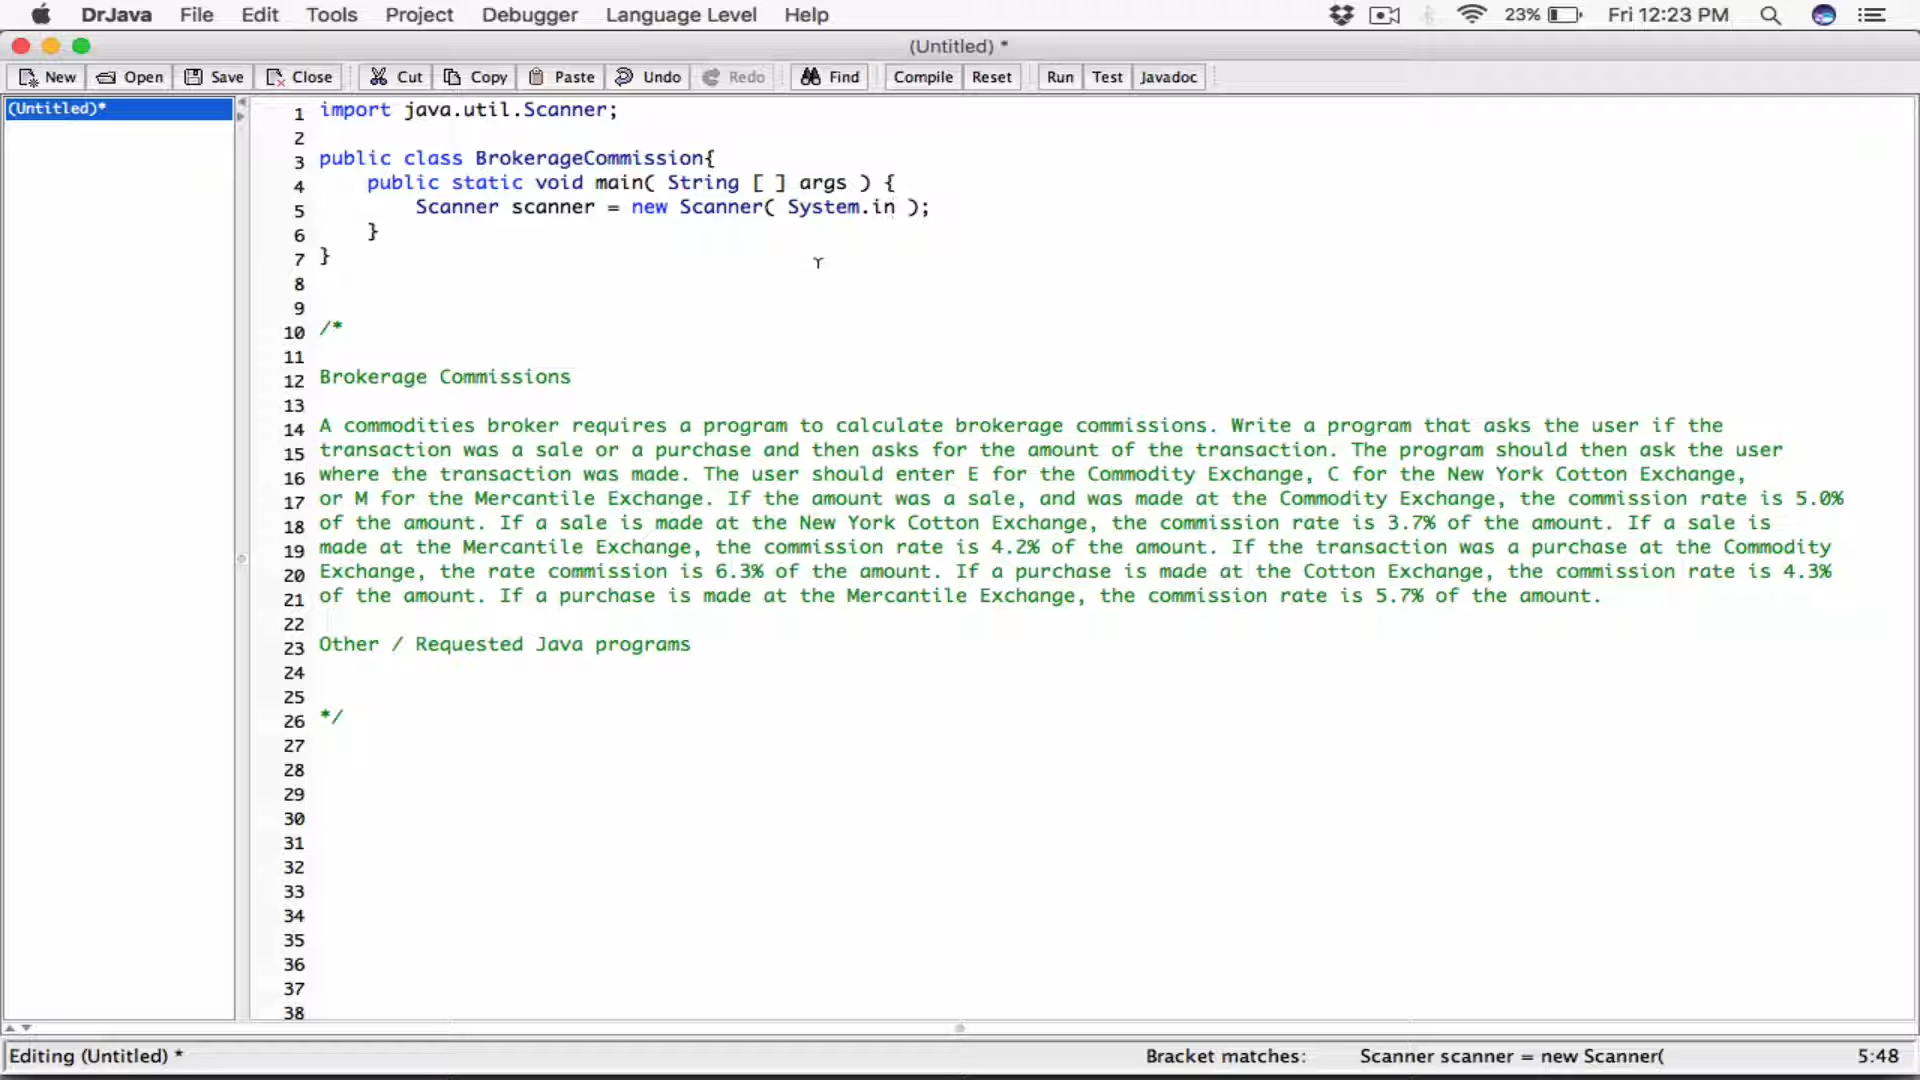 DrJava File Edit Tools Project Debugger Language Level Help 23% Fri 12:23 PM
(Untitled) *
New Open Save Close Cut Copy Paste Undo Redo Find Compile Reset Run Test Javadoc
(Untitled)*
1 import java.util.Scanner;
2
3 public class BrokerageCommission{
4 public static void main( String [ ] args ) {
5 Scanner scanner = new Scanner( System.in );
6 }
7 }
8
9
10 /*
11
12 Brokerage Commissions
13
14 A commodities broker requires a program to calculate brokerage commissions. Write a program that asks the user if the
15 transaction was a sale or a purchase and then asks for the amount of the transaction. The program should then ask the user
16 where the transaction was made. The user should enter E for the Commodity Exchange, C for the New York Cotton Exchange,
17 or M for the Mercantile Exchange. If the amount was a sale, and was made at the Commodity Exchange, the commission rate is 5.0%
18 of the amount. If a sale is made at the New York Cotton Exchange, the commission rate is 3.7% of the amount. If a sale is
19 made at the Mercantile Exchange, the commission rate is 4.2% of the amount. If the transaction was a purchase at the Commodity
20 Exchange, the rate commission is 6.3% of the amount. If a purchase is made at the Cotton Exchange, the commission rate is 4.3%
21 of the amount. If a purchase is made at the Mercantile Exchange, the commission rate is 5.7% of the amount.
22
23 Other / Requested Java programs
24
25
26 */
27
28
29
30
31
32
33
34
35
36
37
38
Editing (Untitled) * Bracket matches: Scanner scanner = new Scanner( 5:48